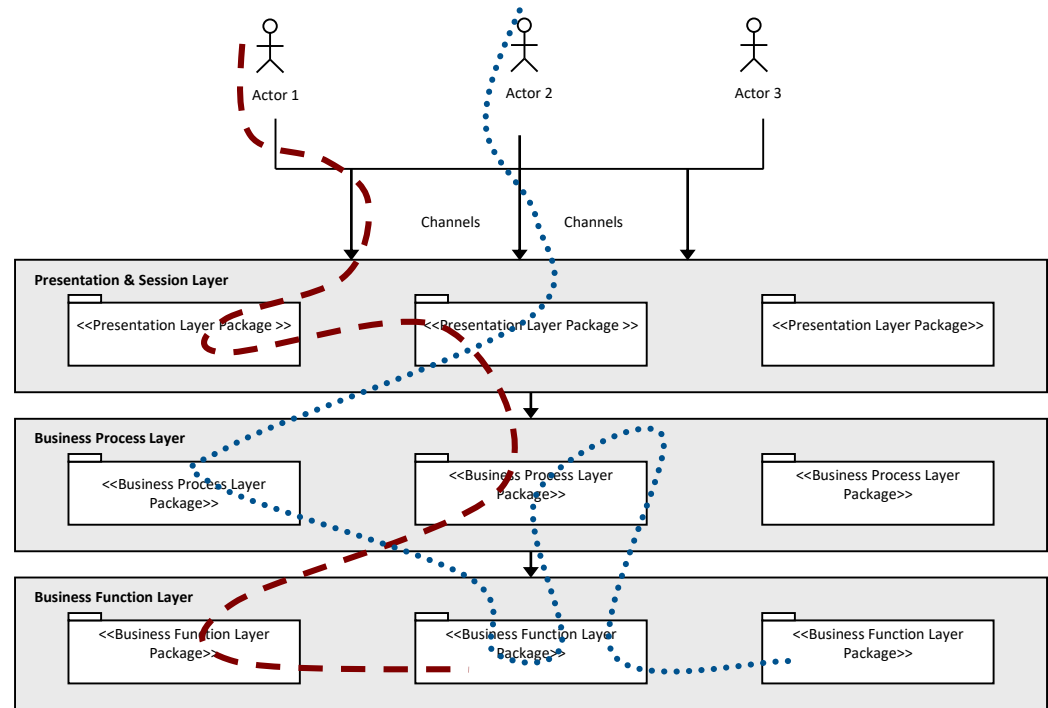 Actor 1
Actor 2
Actor 3
Channels
Channels
Presentation & Session Layer
<<Presentation Layer Package >>
<<Presentation Layer Package >>
<<Presentation Layer Package>>
Business Process Layer
<<Business Process Layer
Package>>
<<Business Process Layer
Package>>
<<Business Process Layer
Package>>
Business Function Layer
<<Business Function Layer
Package>>
<<Business Function Layer
Package>>
<<Business Function Layer
Package>>